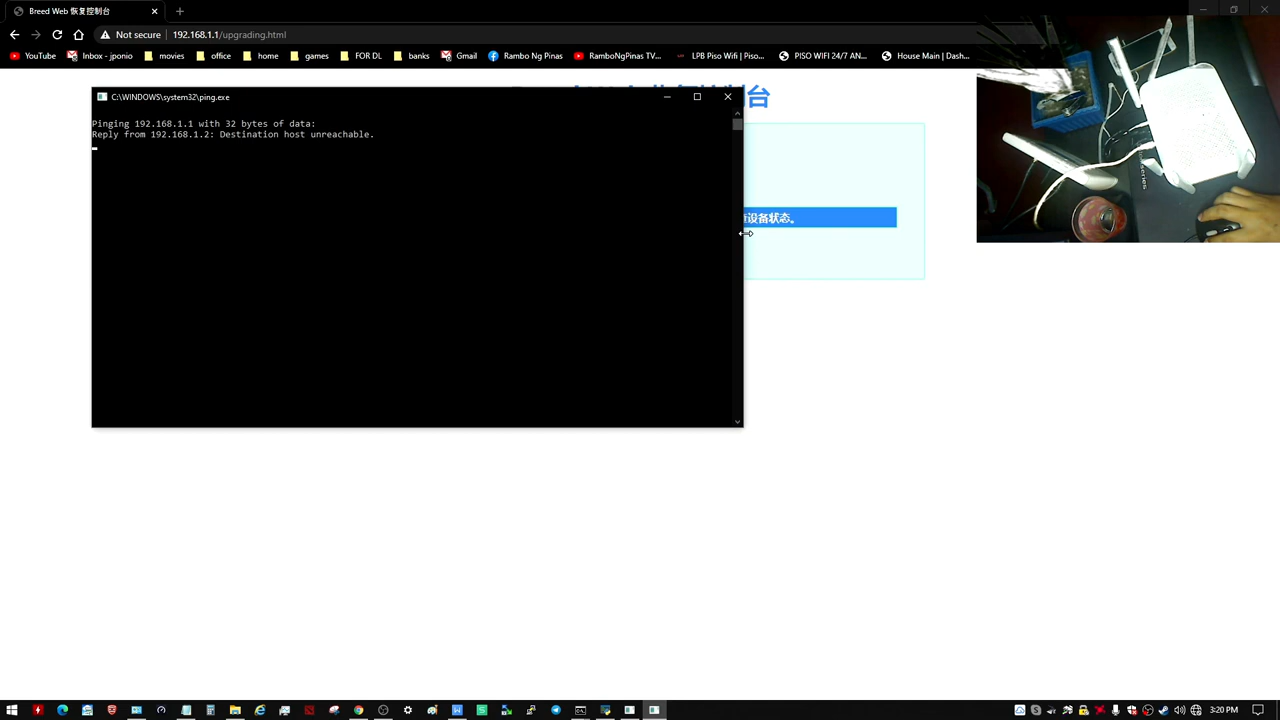 Breed Web 恢复控制台
Not secure
192.168.1.1/upgrading.html
YouTube
Inbox - jponio
movies
office
home
games
FOR DL
banks
Gmail
Rambo Ng Pinas
RamboNgPinas TV...
LPB Piso Wifi | Piso...
PISO WIFI 24/7 AN...
House Main | Dash...
台
C:\WINDOWS\system32\ping.exe
Pinging 192.168.1.1 with 32 bytes of data:
Reply from 192.168.1.2: Destination host unreachable.
设备状态。
3:20 PM